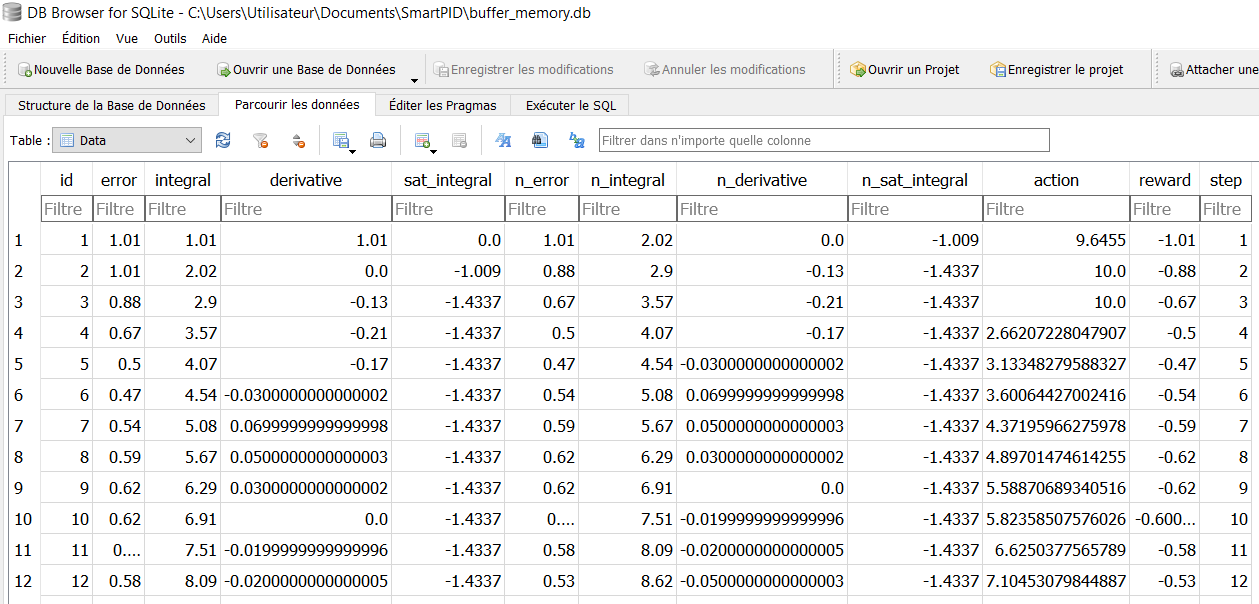 DB Browser for SQLite - C:\Users\Utilisateur\Documents\SmartPID\buffer_memory.db
Fichier Édition Vue Outils Aide
Nouvelle Base de Données Ouvrir une Base de Données Enregistrer les modifications Annuler les modifications Ouvrir un Projet Enregistrer le projet Attacher une
Structure de la Base de Données Parcourir les données Éditer les Pragmas Exécuter le SQL
Table : Data Filtrer dans n'importe quelle colonne
id error integral derivative sat_integral n_error n_integral n_derivative n_sat_integral action reward step
Filtre Filtre Filtre Filtre Filtre Filtre Filtre Filtre Filtre Filtre Filtre Filtre
1 1 1.01 1.01 1.01 0.0 1.01 2.02 0.0 -1.009 9.6455 -1.01 1
2 2 1.01 2.02 0.0 -1.009 0.88 2.9 -0.13 -1.4337 10.0 -0.88 2
3 3 0.88 2.9 -0.13 -1.4337 0.67 3.57 -0.21 -1.4337 10.0 -0.67 3
4 4 0.67 3.57 -0.21 -1.4337 0.5 4.07 -0.17 -1.4337 2.66207228047907 -0.5 4
5 5 0.5 4.07 -0.17 -1.4337 0.47 4.54 -0.0300000000000002 -1.4337 3.13348279588327 -0.47 5
6 6 0.47 4.54 -0.0300000000000002 -1.4337 0.54 5.08 0.0699999999999998 -1.4337 3.60064427002416 -0.54 6
7 7 0.54 5.08 0.0699999999999998 -1.4337 0.59 5.67 0.0500000000000003 -1.4337 4.37195966275978 -0.59 7
8 8 0.59 5.67 0.0500000000000003 -1.4337 0.62 6.29 0.0300000000000002 -1.4337 4.89701474614255 -0.62 8
9 9 0.62 6.29 0.0300000000000002 -1.4337 0.62 6.91 0.0 -1.4337 5.58870689340516 -0.62 9
10 10 0.62 6.91 0.0 -1.4337 0.... 7.51 -0.0199999999999996 -1.4337 5.82358507576026 -0.600... 10
11 11 0.... 7.51 -0.0199999999999996 -1.4337 0.58 8.09 -0.0200000000000005 -1.4337 6.6250377565789 -0.58 11
12 12 0.58 8.09 -0.0200000000000005 -1.4337 0.53 8.62 -0.0500000000000003 -1.4337 7.10453079844887 -0.53 12